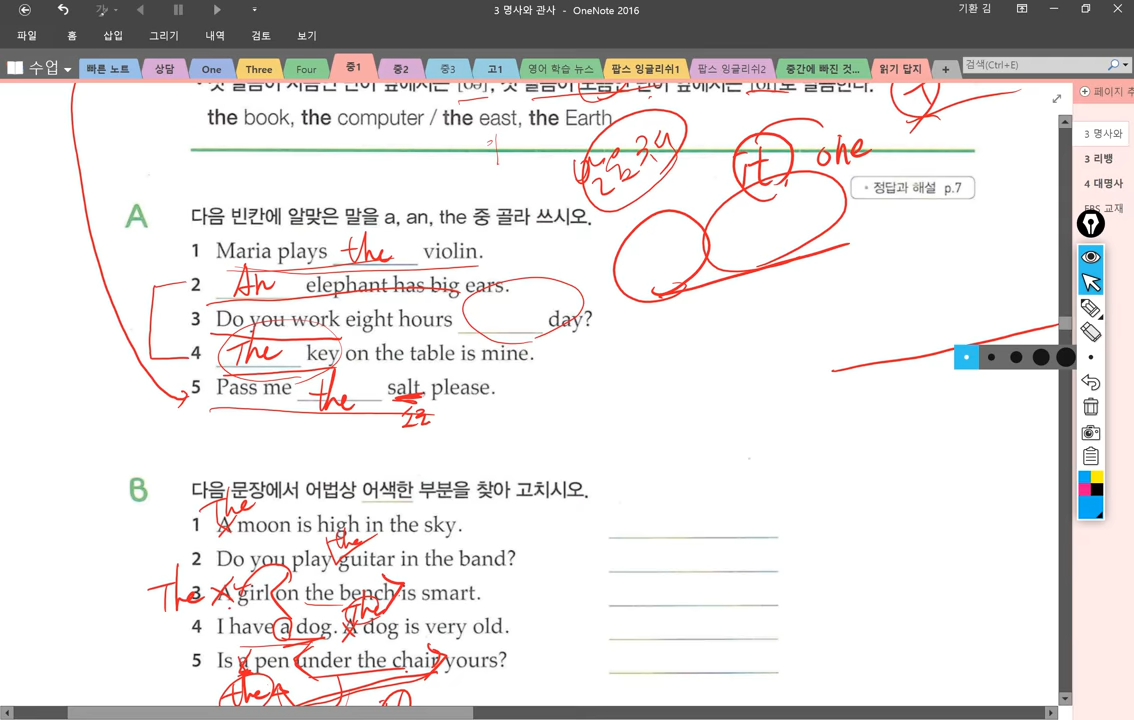 3 명사와 관사 - OneNote 2016
기환 김
파일 홈 삽입 그리기 내역 검토 보기
수업 빠른 노트 상담 One Three Four 중1 중2 중3 고1 영어 학습 뉴스 팝스 잉글리쉬1 팝스 잉글리쉬2 중간에 빠진 것... 읽기 답지 +
검색(Ctrl+E)
페이지 추
3 명사와
3 리뱅
4 대명사
EBS 교재
the book, the computer / the east, the Earth
it one
정답과 해설 p.7
A 다음 빈칸에 알맞은 말을 a, an, the 중 골라 쓰시오.
1 Maria plays the violin.
2 An elephant has big ears.
3 Do you work eight hours day?
4 The key on the table is mine.
5 Pass me the salt, please.
B 다음 문장에서 어법상 어색한 부분을 찾아 고치시오.
The
1 A moon is high in the sky.
the
2 Do you play guitar in the band?
The
3 A girl on the bench is smart.
The
4 I have a dog. A dog is very old.
5 Is a pen under the chair yours?
the